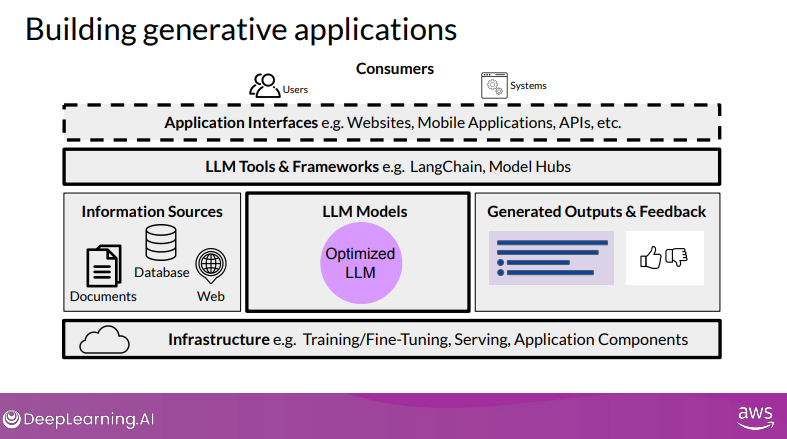 Building generative applications
Consumers
Users
Systems
Application Interfaces e.g. Websites, Mobile Applications, APIs, etc.
LLM Tools & Frameworks e.g. LangChain, Model Hubs
Information Sources
Documents
Database
Web
LLM Models
Optimized
LLM
Generated Outputs & Feedback
Infrastructure e.g. Training/Fine-Tuning, Serving, Application Components
DeepLearning.AI
aws